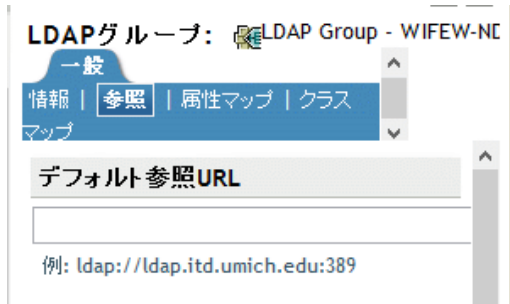 LDAPグループ: LDAP Group - WIFEW-ND
一般
情報 | 参照 | 属性マップ | クラス
マップ
デフォルト参照URL
例: ldap://ldap.itd.umich.edu:389